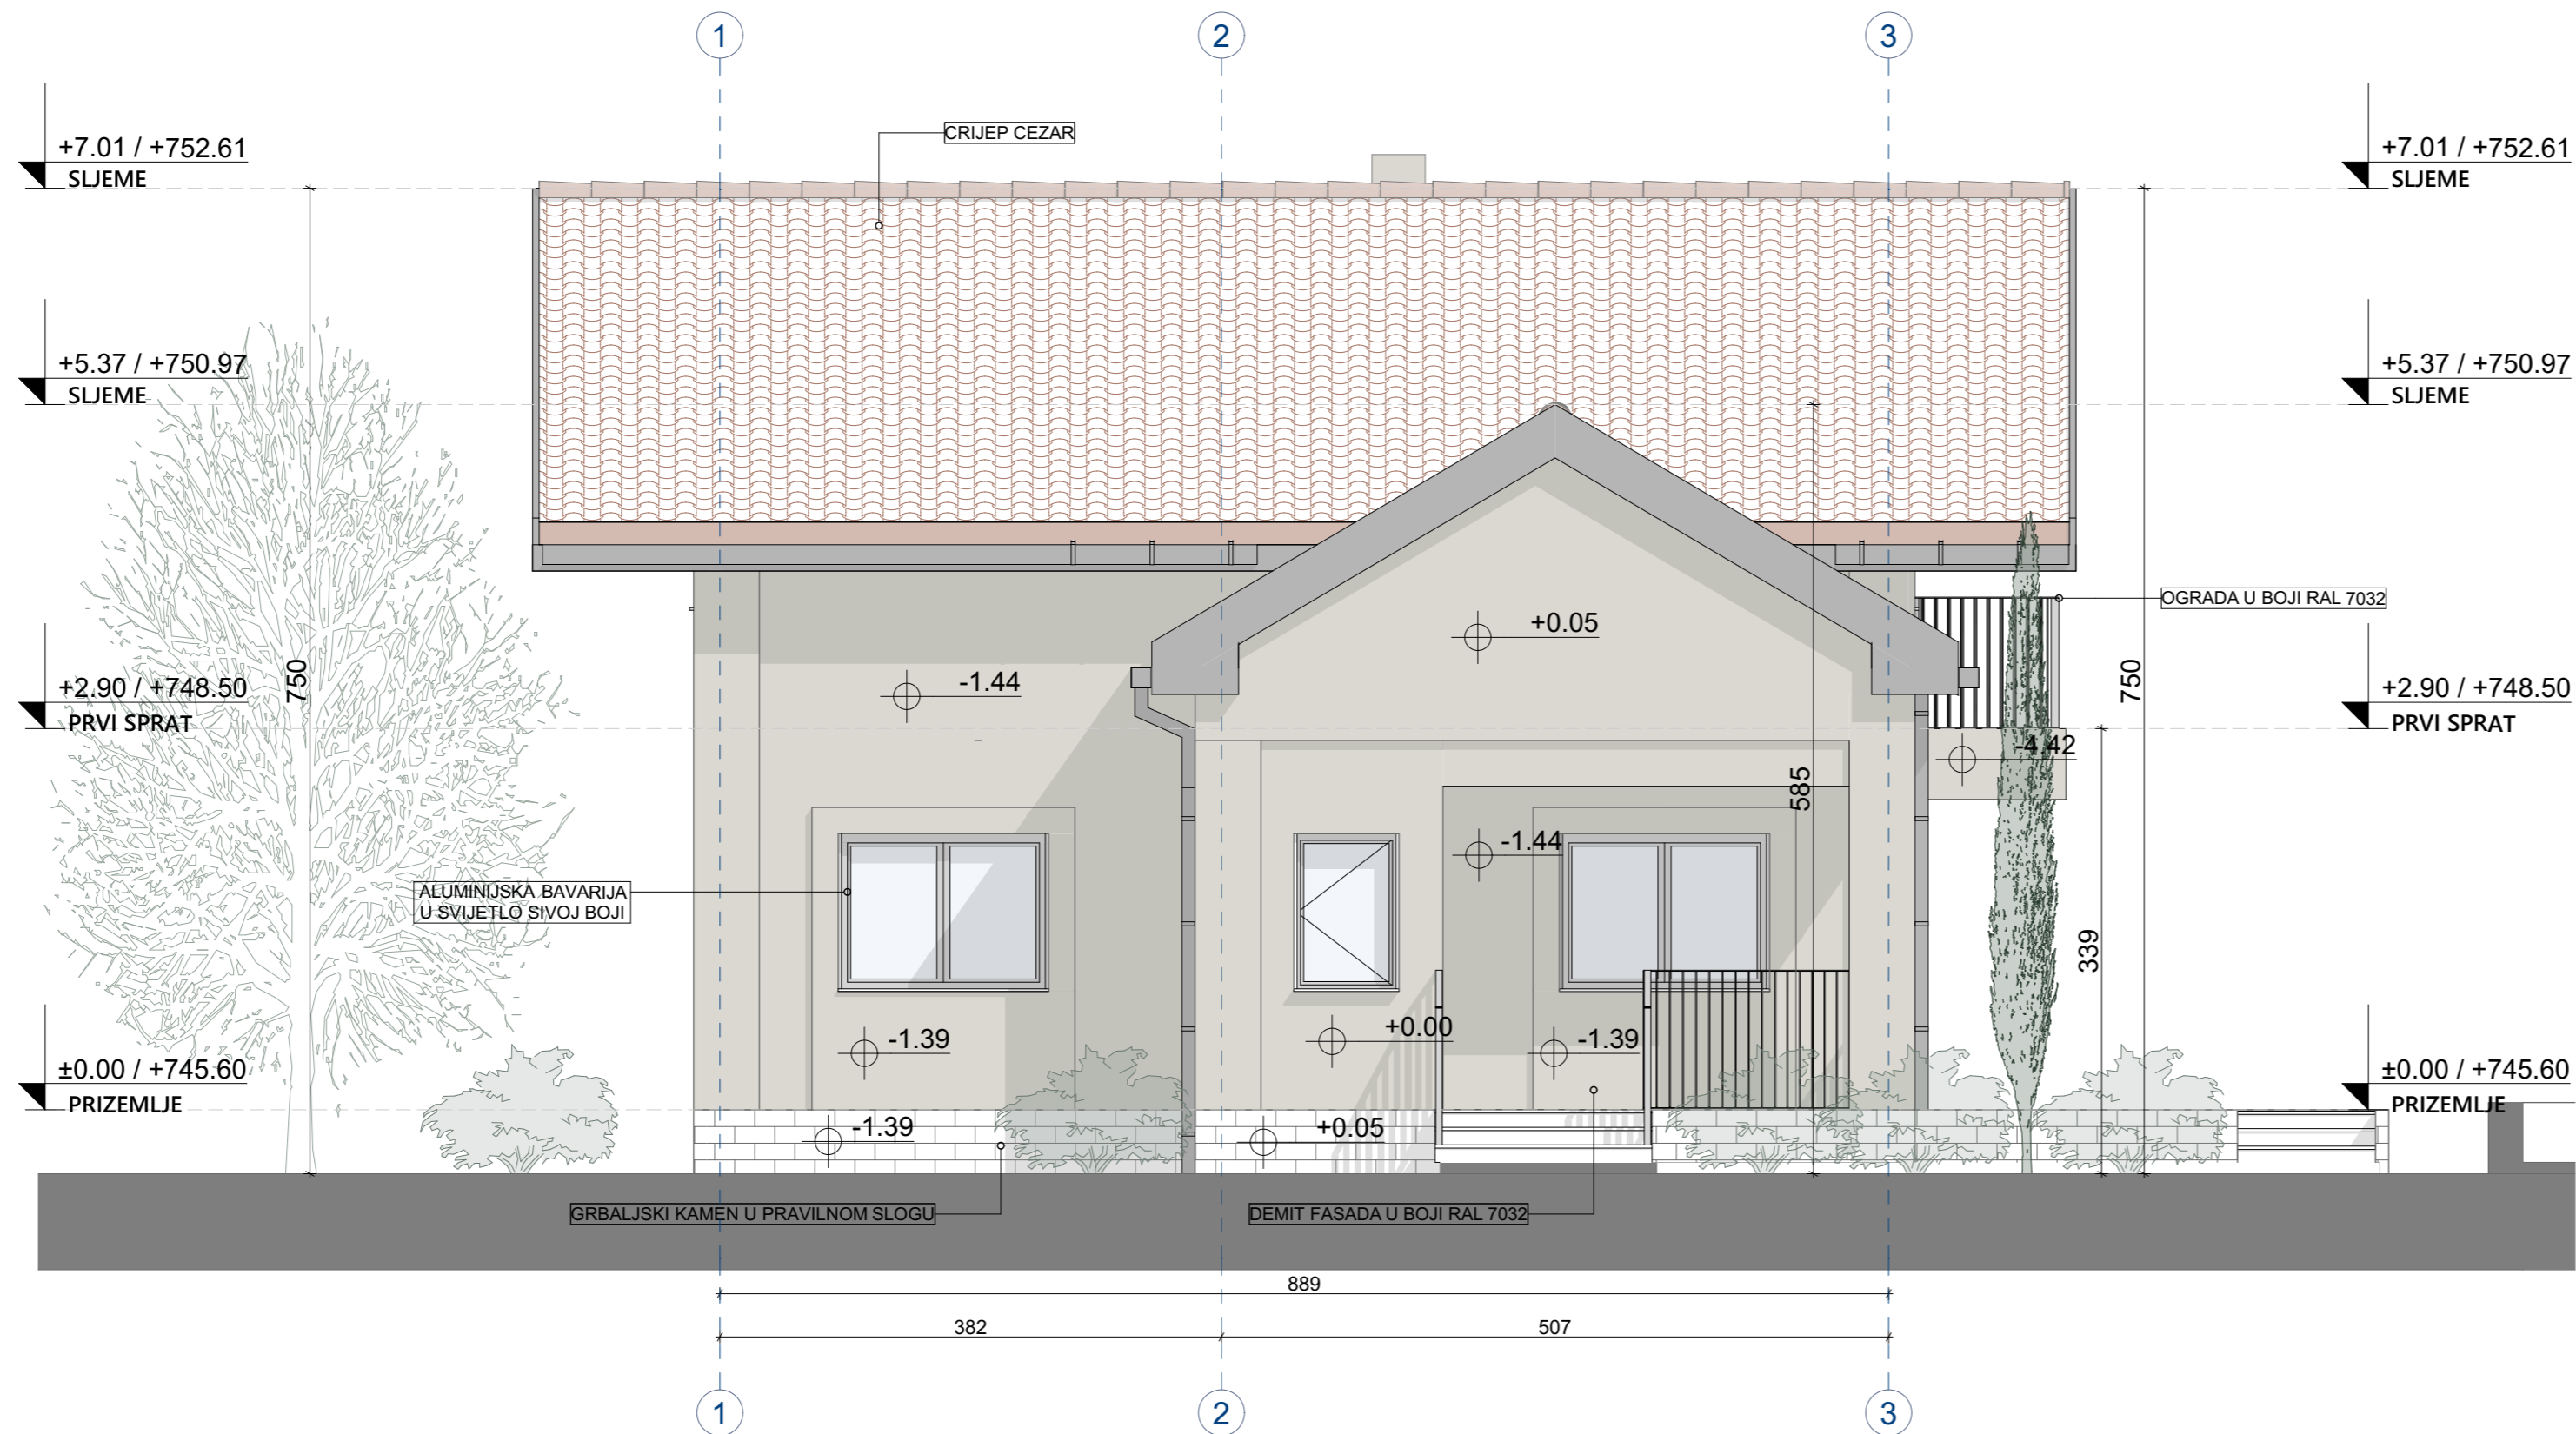 1
2
3
CRIJEP CEZAR
+7.01 / +752.61
SLJEME
+7.01 / +752.61
SLJEME
+5.37 / +750.97
SLJEME
+5.37 / +750.97
SLJEME
OGRADA U BOJI RAL 7032
+0.05
750
+2.90 / +748.50
PRVI SPRAT
-1.44
750
+2.90 / +748.50
PRVI SPRAT
-4.42
585
-1.44
ALUMINIJSKA BAVARIJA
U SVIJETLO SIVOJ BOJI
339
-1.39
+0.00
-1.39
±0.00 / +745.60
PRIZEMLJE
±0.00 / +745.60
PRIZEMLJE
-1.39
+0.05
GRBALJSKI KAMEN U PRAVILNOM SLOGU
DEMIT FASADA U BOJI RAL 7032
889
382
507
1
2
3